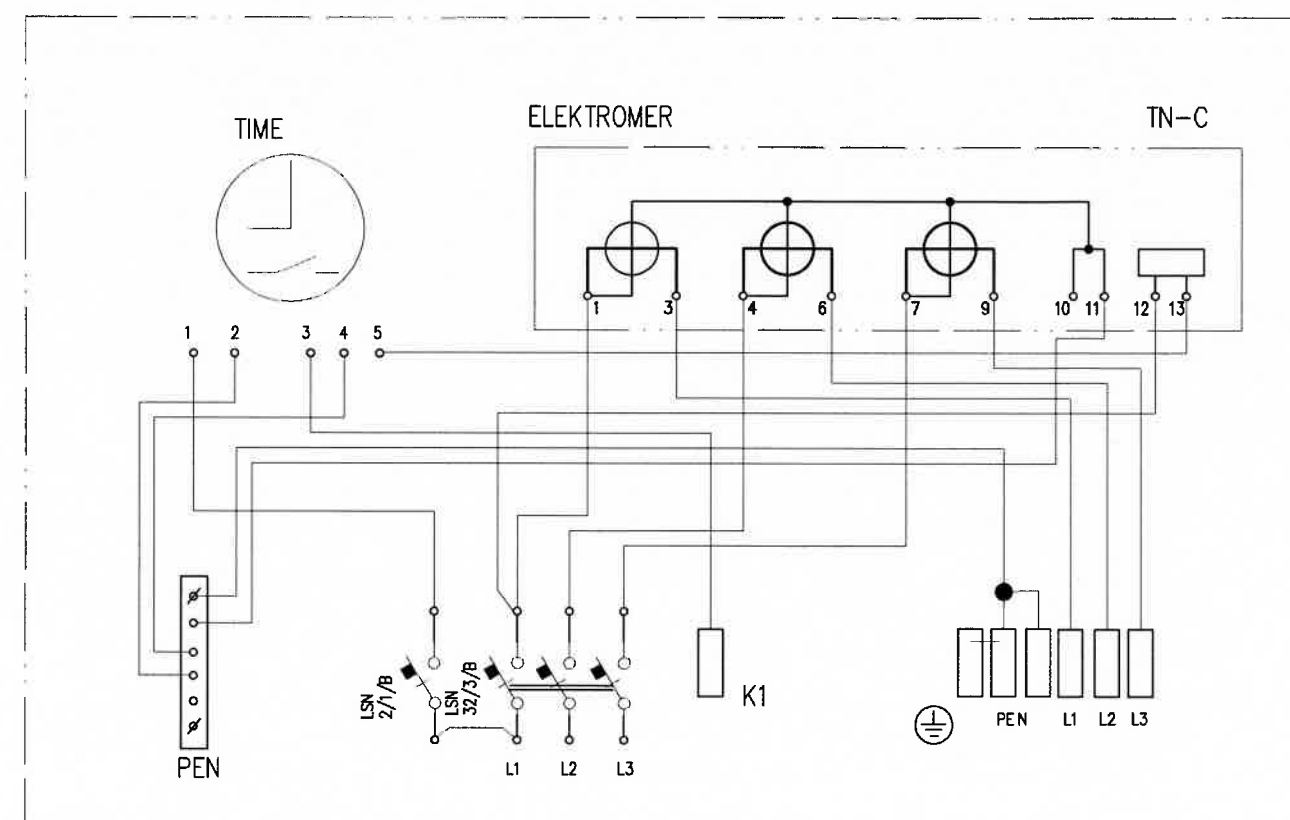 ELEKTROMER
TN-C
TIME
1 3 4 6 7 9 10 11 12 13
1 2 3 4 5
LSN
2/1/B
LSN
32/3/B
K1
PEN L1 L2 L3
PEN
L1 L2 L3